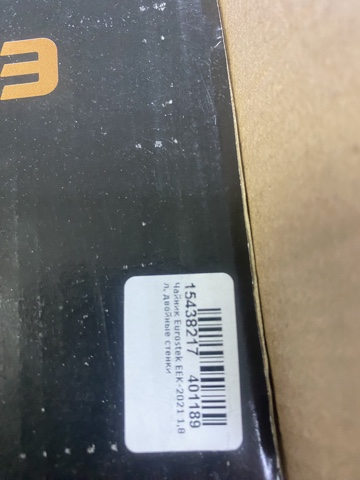 15438217 401189
Чайник Eurostek EEK-2021 1,8
л, двойные стенки